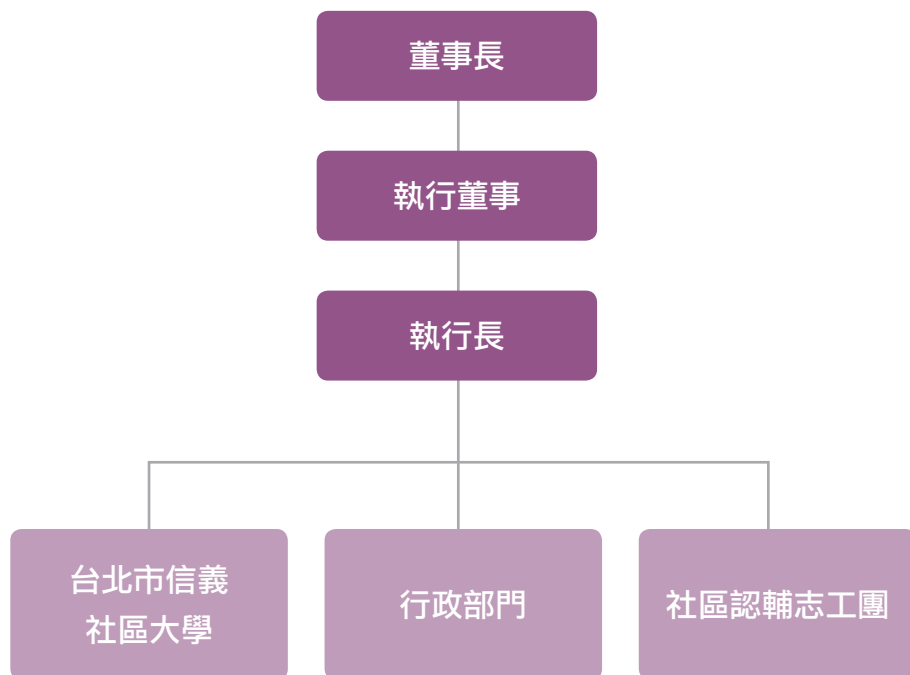 董事長
執行董事
執行長
台北市信義
社區大學
行政部門
社區認輔志工團